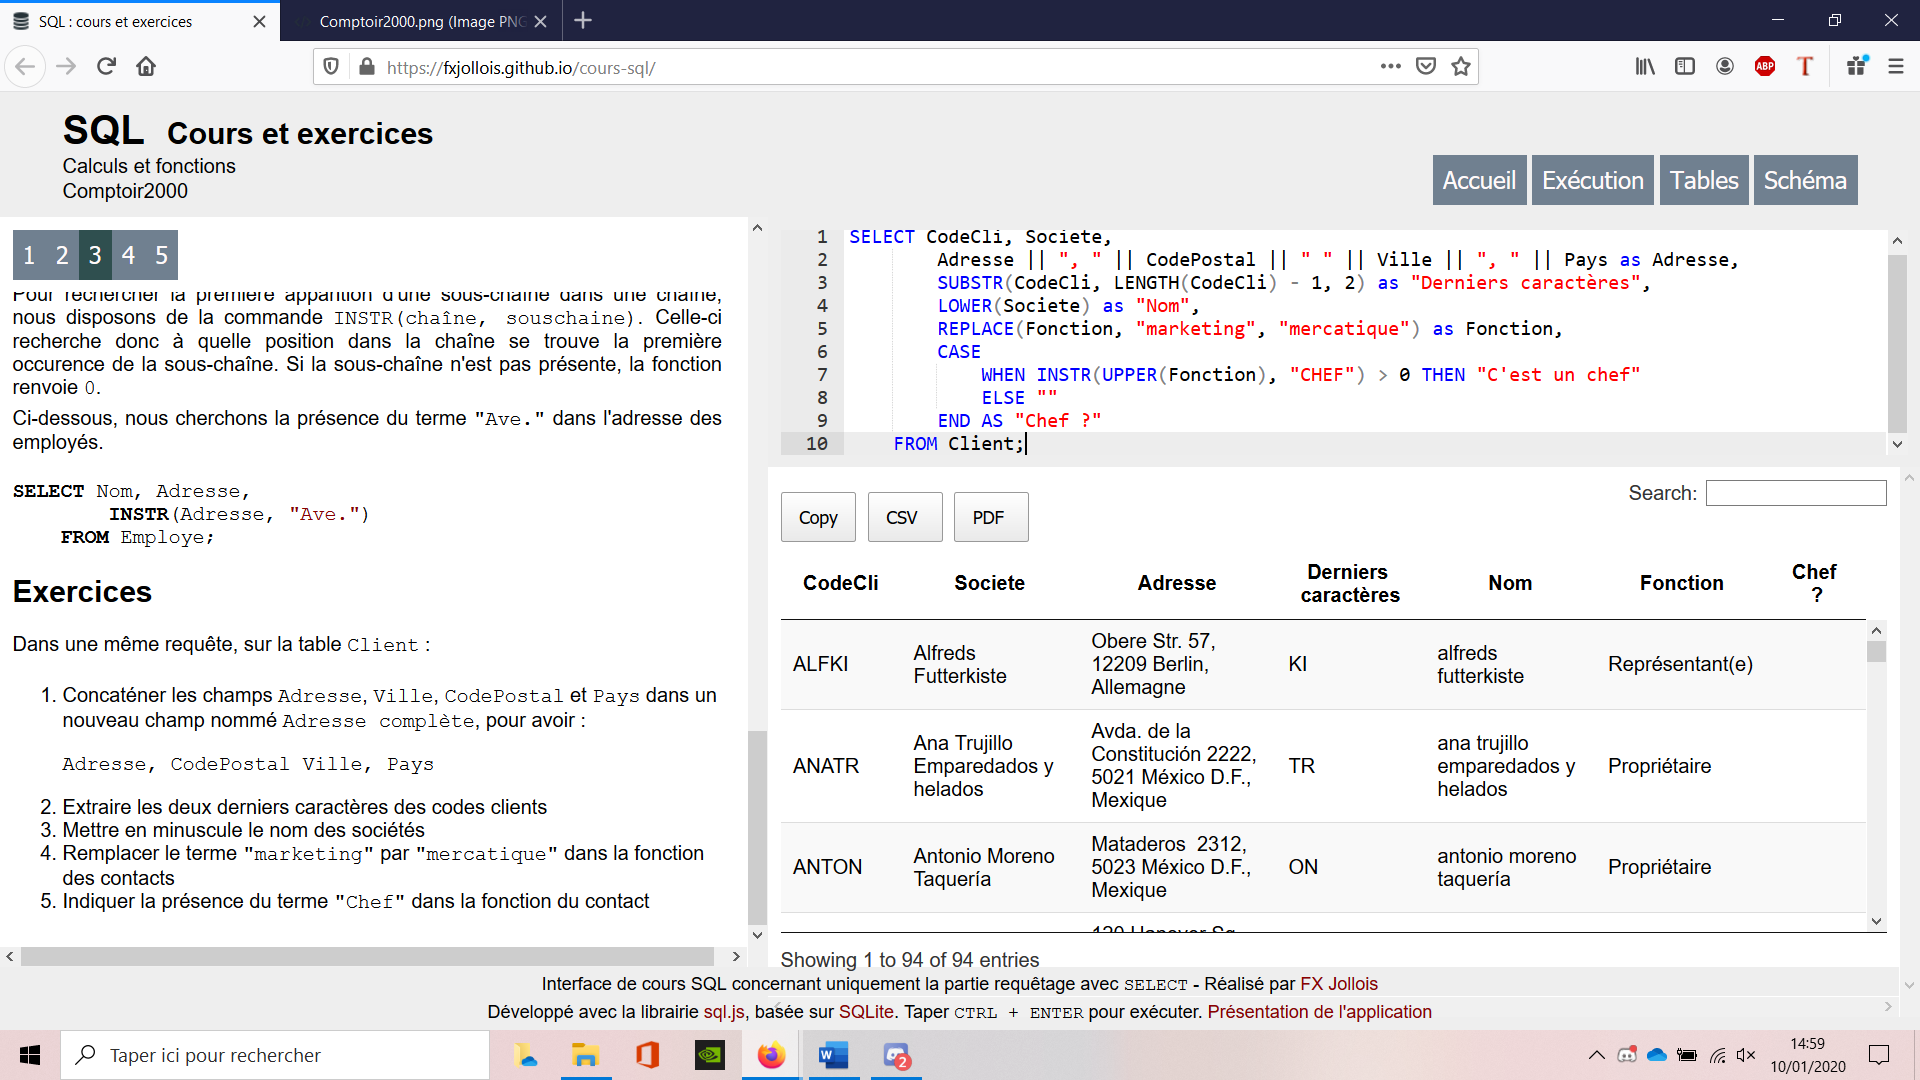 SQL : cours et exercices
Comptoir2000.png (Image PNG
https://fxjollois.github.io/cours-sql/
ABP
T
SQL Cours et exercices
Calculs et fonctions
Comptoir2000
Accueil Exécution Tables Schéma
1 2 3 4 5
Pour rechercher la première apparition d'une sous-chaîne dans une chaîne,
nous disposons de la commande INSTR(chaîne, souschaine). Celle-ci
recherche donc à quelle position dans la chaîne se trouve la première
occurence de la sous-chaîne. Si la sous-chaîne n'est pas présente, la fonction
renvoie 0.
Ci-dessous, nous cherchons la présence du terme "Ave." dans l'adresse des
employés.
SELECT Nom, Adresse,
INSTR(Adresse, "Ave.")
FROM Employe;
Exercices
Dans une même requête, sur la table Client :
1. Concaténer les champs Adresse, Ville, CodePostal et Pays dans un
nouveau champ nommé Adresse complète, pour avoir :
Adresse, CodePostal Ville, Pays
2. Extraire les deux derniers caractères des codes clients
3. Mettre en minuscule le nom des sociétés
4. Remplacer le terme "marketing" par "mercatique" dans la fonction
des contacts
5. Indiquer la présence du terme "Chef" dans la fonction du contact
1 SELECT CodeCli, Societe,
2 Adresse || ", " || CodePostal || " " || Ville || ", " || Pays as Adresse,
3 SUBSTR(CodeCli, LENGTH(CodeCli) - 1, 2) as "Derniers caractères",
4 LOWER(Societe) as "Nom",
5 REPLACE(Fonction, "marketing", "mercatique") as Fonction,
6 CASE
7 WHEN INSTR(UPPER(Fonction), "CHEF") > 0 THEN "C'est un chef"
8 ELSE ""
9 END AS "Chef ?"
10 FROM Client;
Search:
Copy CSV PDF
CodeCli Societe Adresse Derniers caractères Nom Fonction Chef ?
ALFKI
Alfreds
Futterkiste
Obere Str. 57,
12209 Berlin,
Allemagne
KI
alfreds
futterkiste
Représentant(e)
ANATR
Ana Trujillo
Emparedados y
helados
Avda. de la
Constitución 2222,
5021 México D.F.,
Mexique
TR
ana trujillo
emparedados y
helados
Propriétaire
ANTON
Antonio Moreno
Taquería
Mataderos 2312,
5023 México D.F.,
Mexique
ON
antonio moreno
taquería
Propriétaire
120 Hanover Sq.
Showing 1 to 94 of 94 entries
Interface de cours SQL concernant uniquement la partie requêtage avec SELECT - Réalisé par FX Jollois
Développé avec la librairie sql.js, basée sur SQLite. Taper CTRL + ENTER pour exécuter. Présentation de l'application
Taper ici pour rechercher
2
14:59
10/01/2020